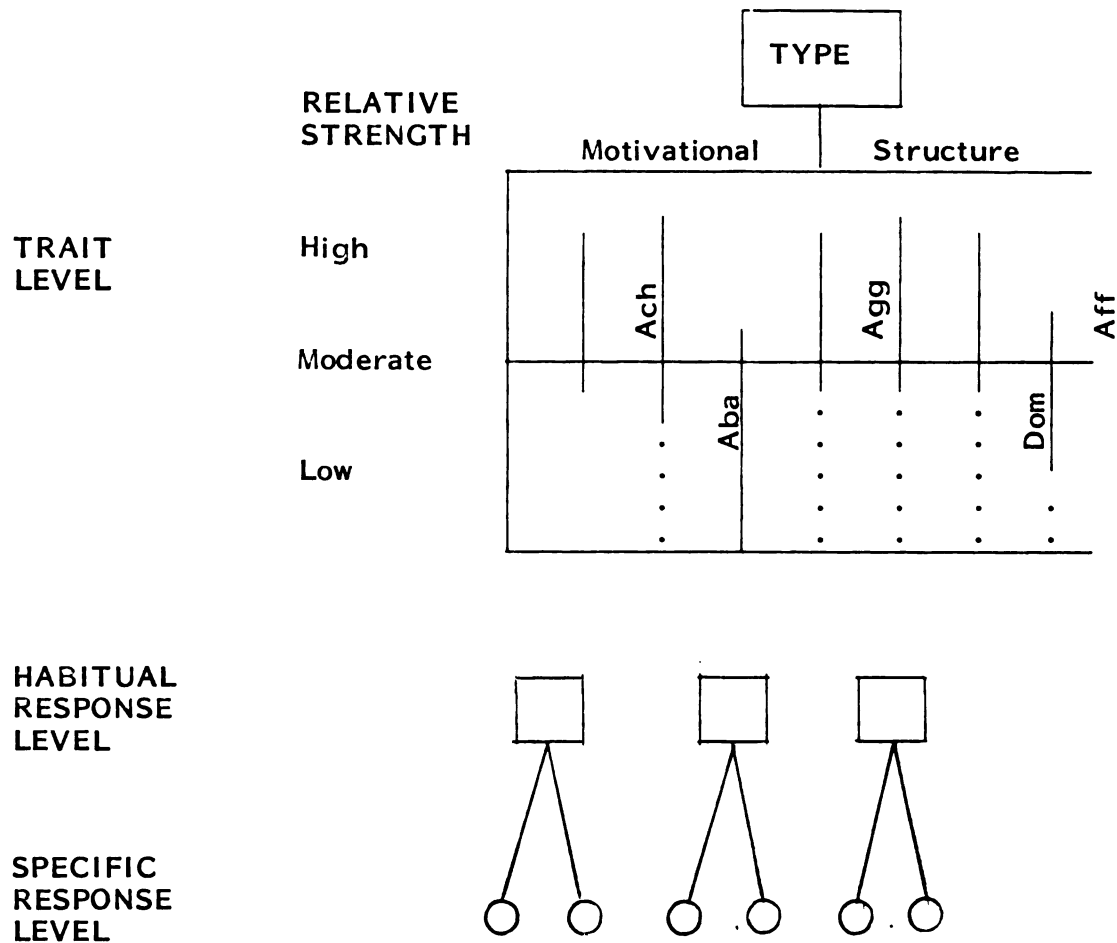 TYPE
RELATIVE
STRENGTH
Motivational Structure
TRAIT
LEVEL
High
Ach
Agg
Aff
Moderate
Aba
Dom
Low
HABITUAL
RESPONSE
LEVEL
SPECIFIC
RESPONSE
LEVEL